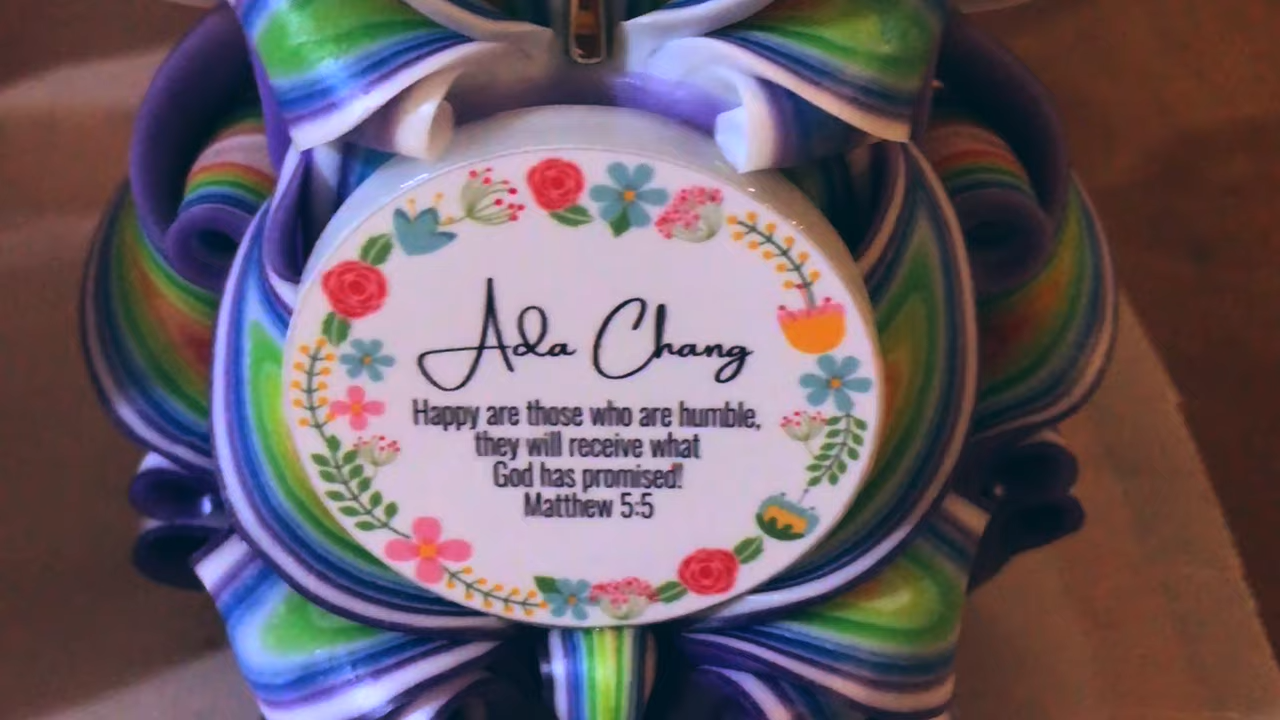 Ada Chang
Happy are those who are humble,
they will receive what
God has promised!
Matthew 5:5